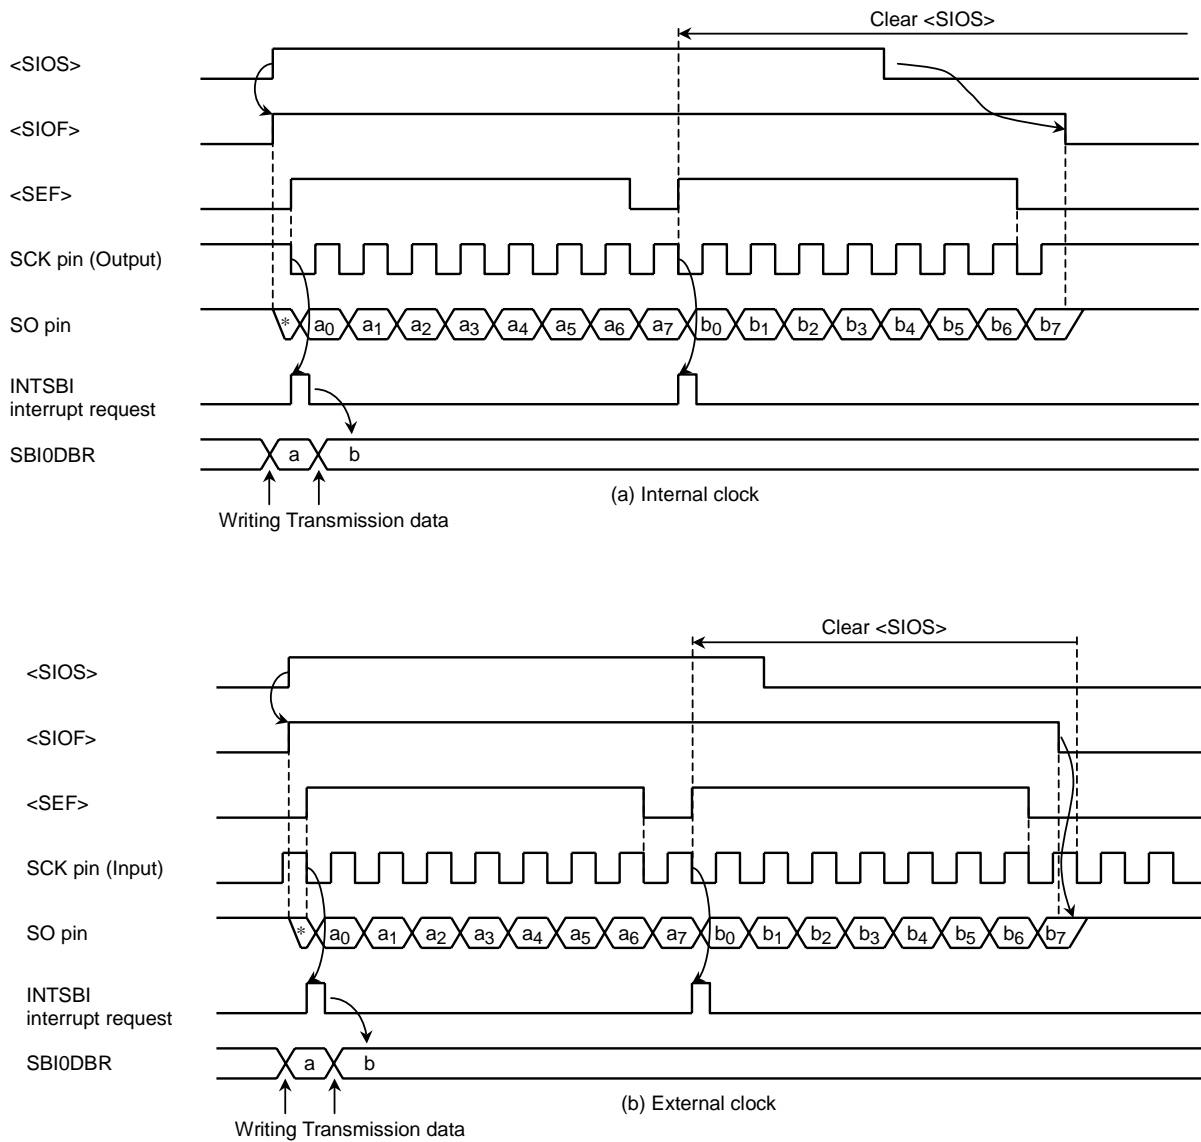 Clear <SIOS>
<SIOS>
<SIOF>
<SEF>
SCK pin (Output)
SO pin
* a0 a1 a2 a3 a4 a5 a6 a7 b0 b1 b2 b3 b4 b5 b6 b7
INTSBI
interrupt request
SBI0DBR
a b
(a) Internal clock
Writing Transmission data
Clear <SIOS>
<SIOS>
<SIOF>
<SEF>
SCK pin (Input)
SO pin
* a0 a1 a2 a3 a4 a5 a6 a7 b0 b1 b2 b3 b4 b5 b6 b7
INTSBI
interrupt request
SBI0DBR
a b
(b) External clock
Writing Transmission data